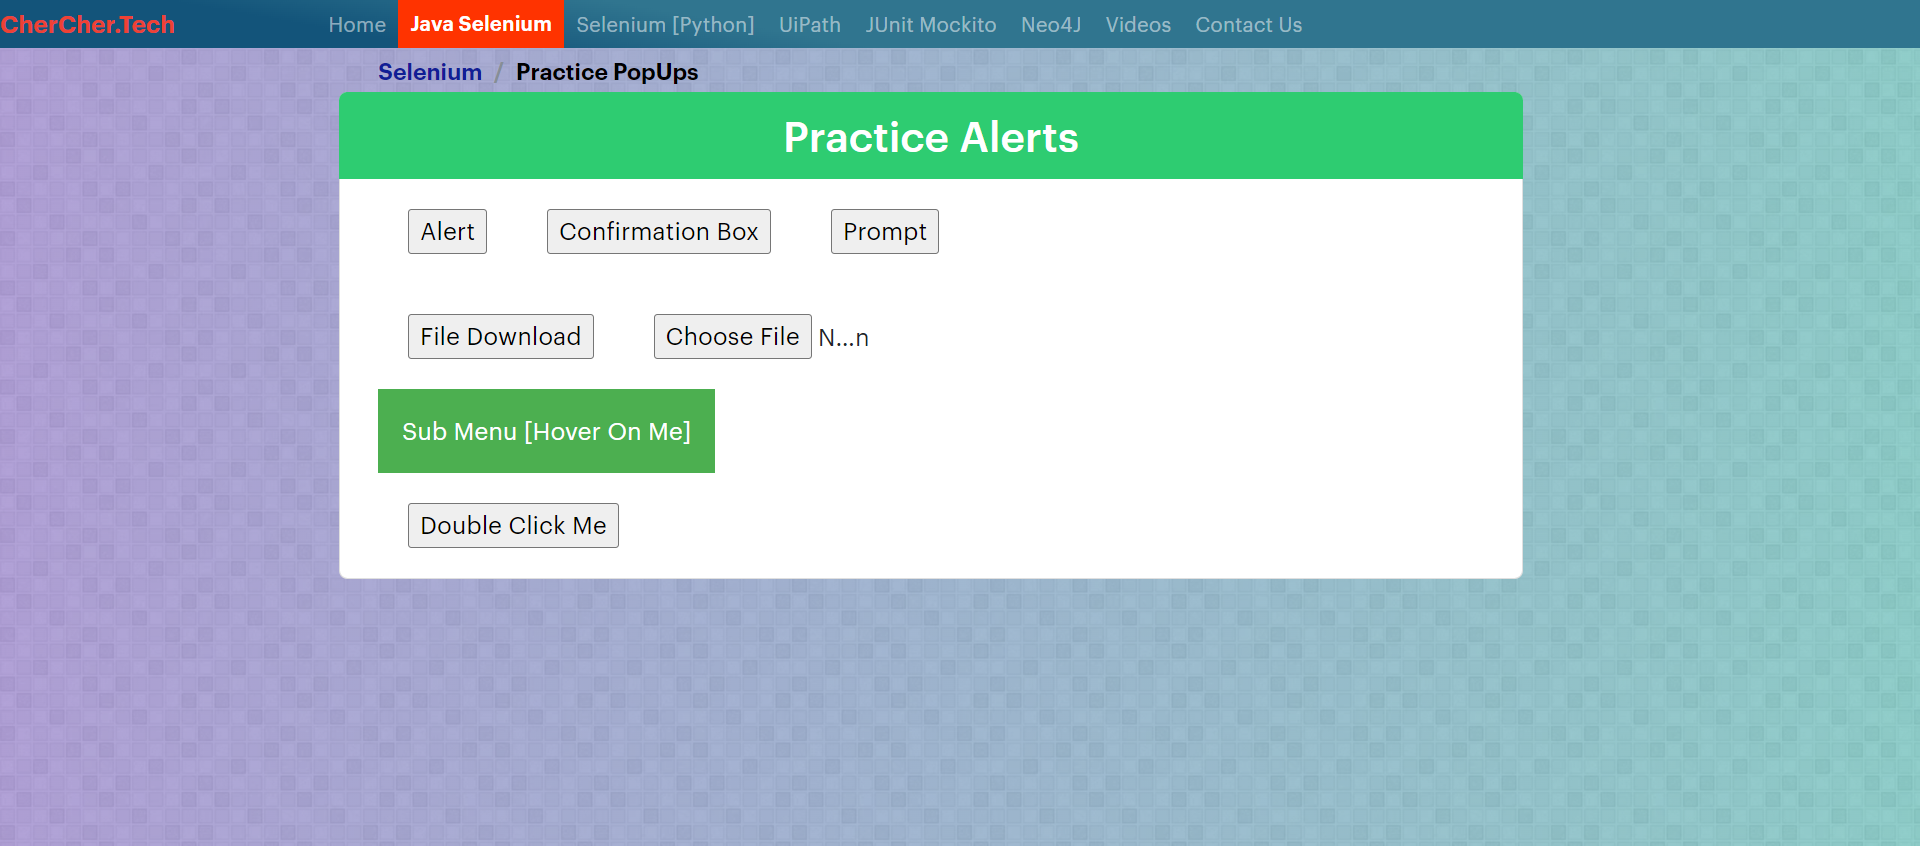 CherCher.Tech Home Java Selenium Selenium [Python] UiPath JUnit Mockito Neo4J Videos Contact Us
Selenium / Practice PopUps
Practice Alerts
Alert Confirmation Box Prompt
File Download Choose File N...n
Sub Menu [Hover On Me]
Double Click Me